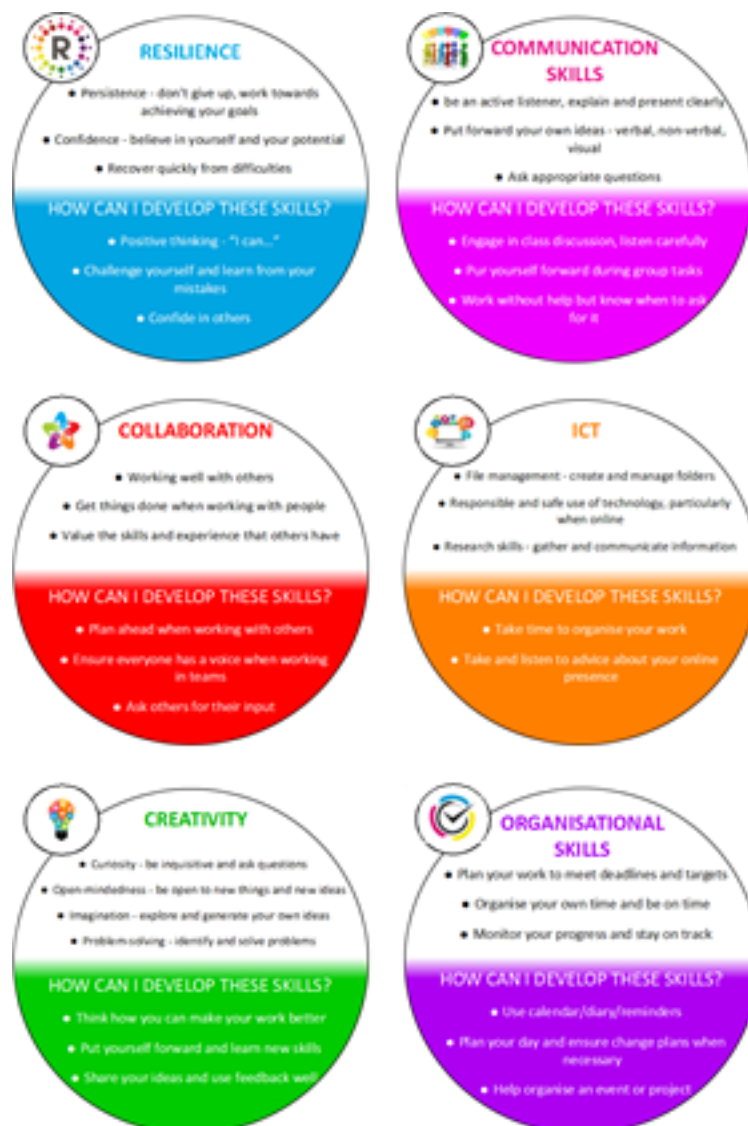 R
RESILIENCE
● Persistence - don't give up, work towards
achieving your goals
● Confidence - believe in yourself and your potential
● Recover quickly from difficulties
HOW CAN I DEVELOP THESE SKILLS?
● Positive thinking - "I can..."
● Challenge yourself and learn from your
mistakes
● Confide in others
COMMUNICATION
SKILLS
● be an active listener, explain and present clearly
● Put forward your own ideas - verbal, non-verbal,
visual
● Ask appropriate questions
HOW CAN I DEVELOP THESE SKILLS?
● Engage in class discussion, listen carefully
● Pur yourself forward during group tasks
● Work without help but know when to ask
for it
COLLABORATION
● Working well with others
● Get things done when working with people
● Value the skills and experience that others have
HOW CAN I DEVELOP THESE SKILLS?
● Plan ahead when working with others
● Ensure everyone has a voice when working
in teams
● Ask others for their input
ICT
● File management - create and manage folders
● Responsible and safe use of technology, particularly
when online
● Research skills - gather and communicate information
HOW CAN I DEVELOP THESE SKILLS?
● Take time to organise your work
● Take and listen to advice about your online
presence
CREATIVITY
● Curiosity - be inquisitive and ask questions
● Open-mindedness - be open to new things and new ideas
● Imagination - explore and generate your own ideas
● Problem-solving - identify and solve problems
HOW CAN I DEVELOP THESE SKILLS?
● Think how you can make your work better
● Put yourself forward and learn new skills
● Share your ideas and use feedback well
ORGANISATIONAL
SKILLS
● Plan your work to meet deadlines and targets
● Organise your own time and be on time
● Monitor your progress and stay on track
HOW CAN I DEVELOP THESE SKILLS?
● Use calendar/diary/reminders
● Plan your day and ensure change plans when
necessary
● Help organise an event or project